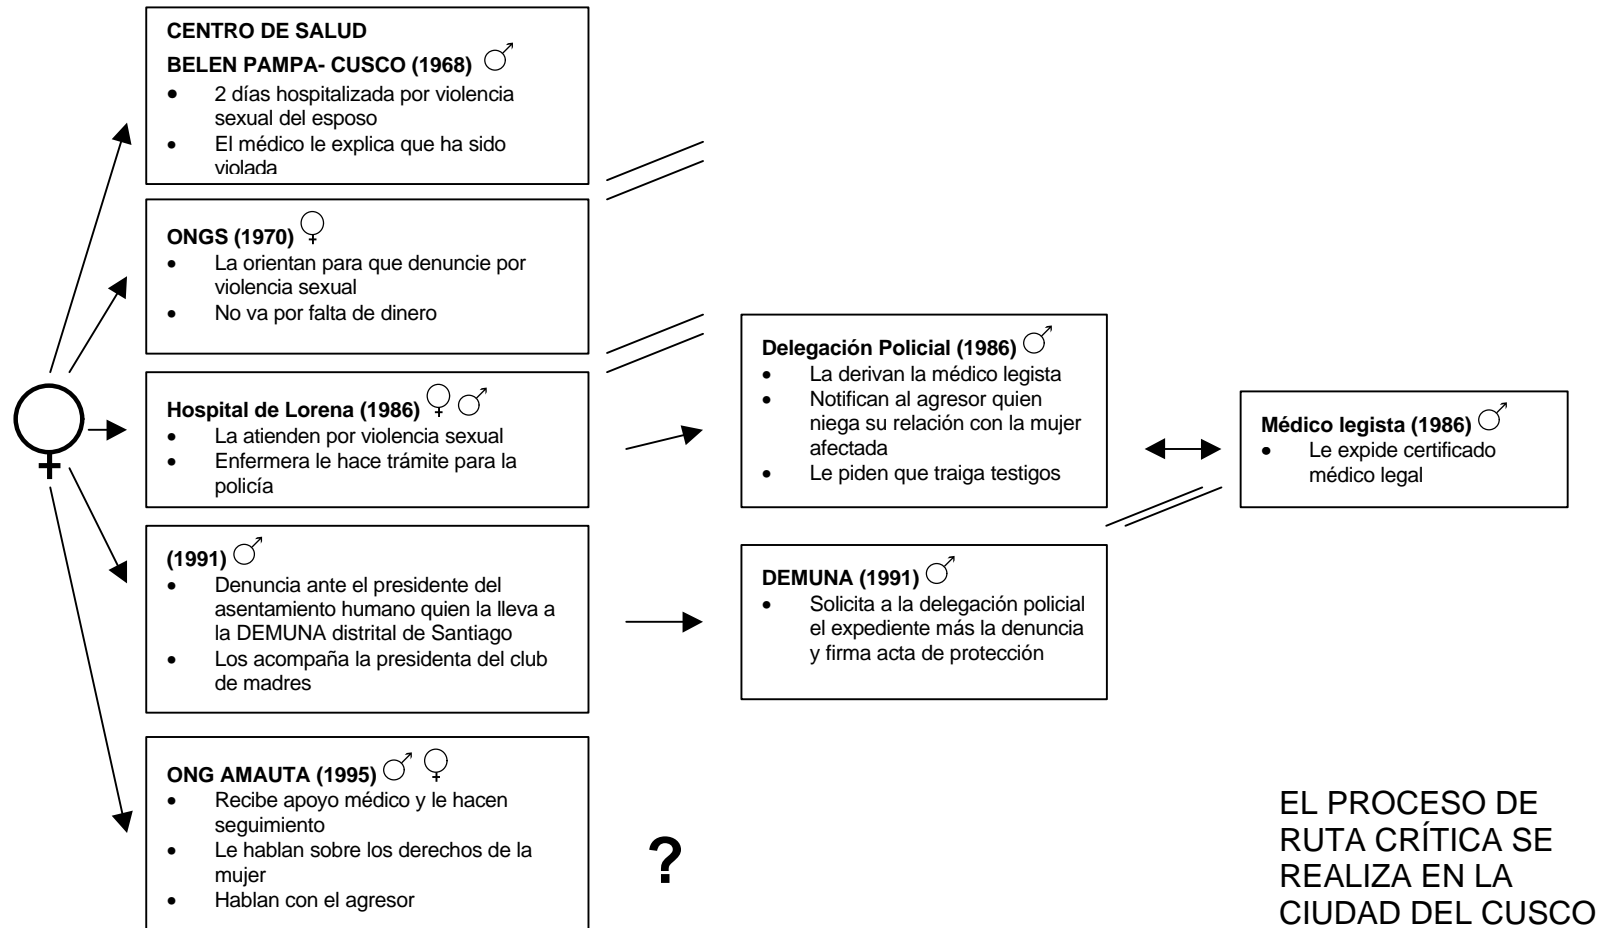 CENTRO DE SALUD
BELEN PAMPA- CUSCO (1968)
• 2 días hospitalizada por violencia
sexual del esposo
• El médico le explica que ha sido
violada
ONGS (1970)
• La orientan para que denuncie por
violencia sexual
• No va por falta de dinero
Hospital de Lorena (1986)
• La atienden por violencia sexual
• Enfermera le hace trámite para la
policía
(1991)
• Denuncia ante el presidente del
asentamiento humano quien la lleva a
la DEMUNA distrital de Santiago
• Los acompaña la presidenta del club
de madres
ONG AMAUTA (1995)
• Recibe apoyo médico y le hacen
seguimiento
• Le hablan sobre los derechos de la
mujer
• Hablan con el agresor
Delegación Policial (1986)
• La derivan la médico legista
• Notifican al agresor quien
niega su relación con la mujer
afectada
• Le piden que traiga testigos
DEMUNA (1991)
• Solicita a la delegación policial
el expediente más la denuncia
y firma acta de protección
?
Médico legista (1986)
• Le expide certificado
médico legal
EL PROCESO DE
RUTA CRÍTICA SE
REALIZA EN LA
CIUDAD DEL CUSCO